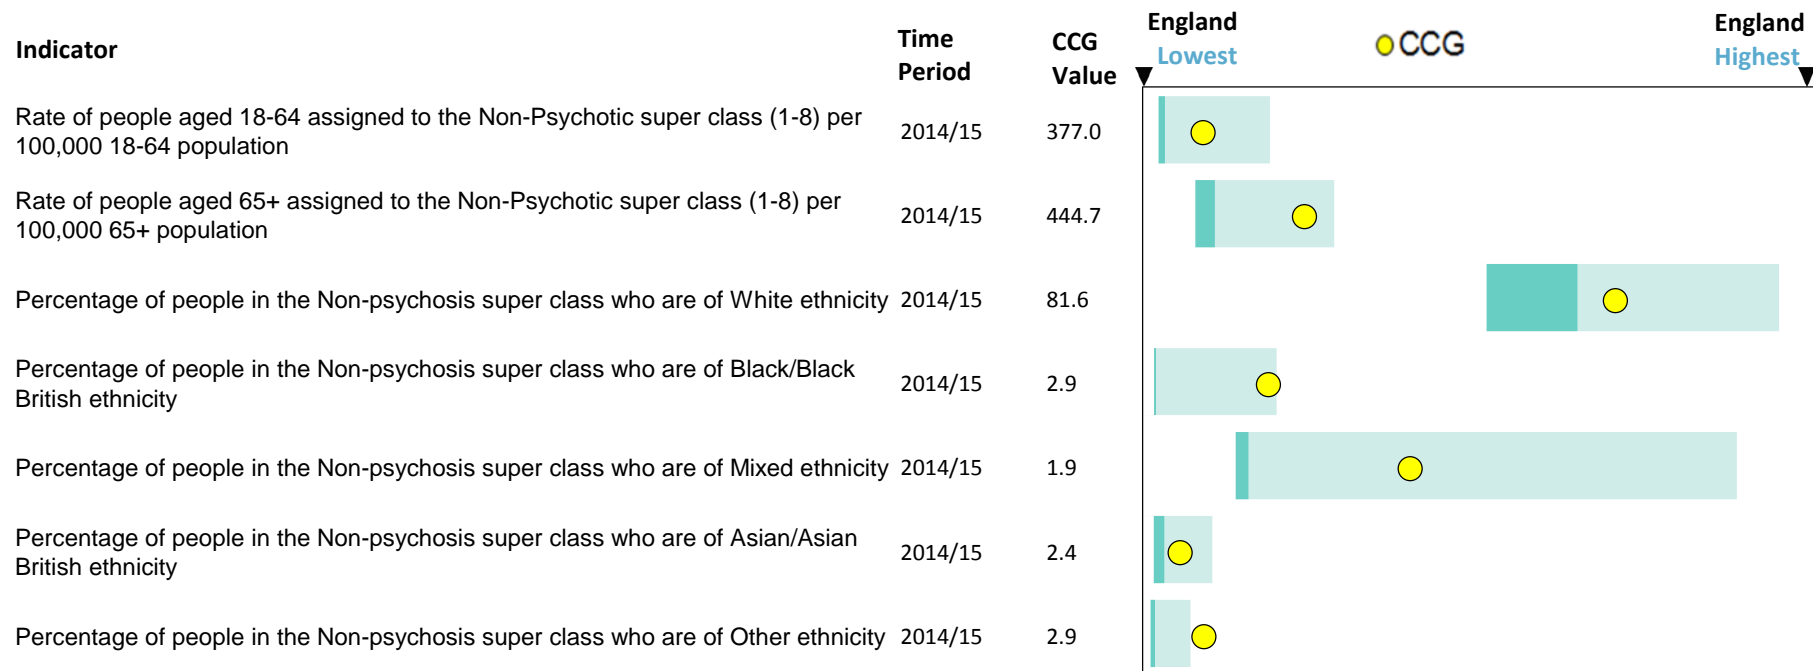 Indicator
Time Period
CCG Value
England Lowest
CCG
England Highest
Rate of people aged 18-64 assigned to the Non-Psychotic super class (1-8) per
100,000 18-64 population
2014/15
377.0
Rate of people aged 65+ assigned to the Non-Psychotic super class (1-8) per
100,000 65+ population
2014/15
444.7
Percentage of people in the Non-psychosis super class who are of White ethnicity
2014/15
81.6
Percentage of people in the Non-psychosis super class who are of Black/Black
British ethnicity
2014/15
2.9
Percentage of people in the Non-psychosis super class who are of Mixed ethnicity
2014/15
1.9
Percentage of people in the Non-psychosis super class who are of Asian/Asian
British ethnicity
2014/15
2.4
Percentage of people in the Non-psychosis super class who are of Other ethnicity
2014/15
2.9